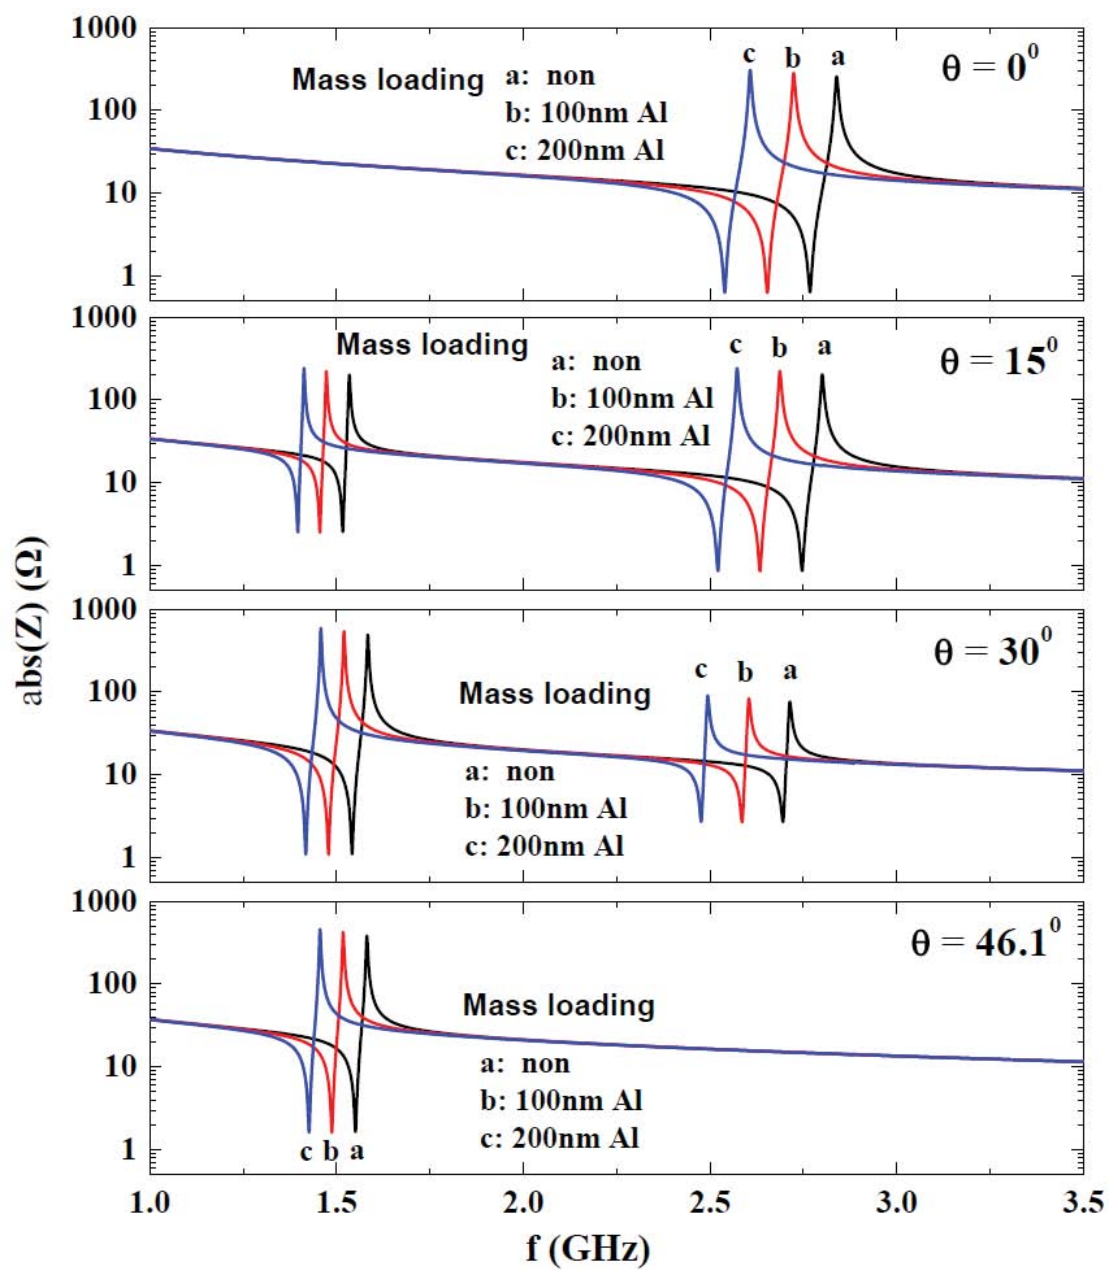 1000
c b a
θ = 0⁰
Mass loading
a: non
100
b: 100nm Al
c: 200nm Al
10
1
1000
Mass loading
c b a
θ = 15⁰
a: non
100
b: 100nm Al
c: 200nm Al
10
1
1000
θ = 30⁰
c b a
100
Mass loading
10
a: non
b: 100nm Al
c: 200nm Al
1
1000
θ = 46.1⁰
100
Mass loading
10
a: non
b: 100nm Al
c: 200nm Al
1
c b a
abs(Z) (Ω)
1.0 1.5 2.0 2.5 3.0 3.5
f (GHz)